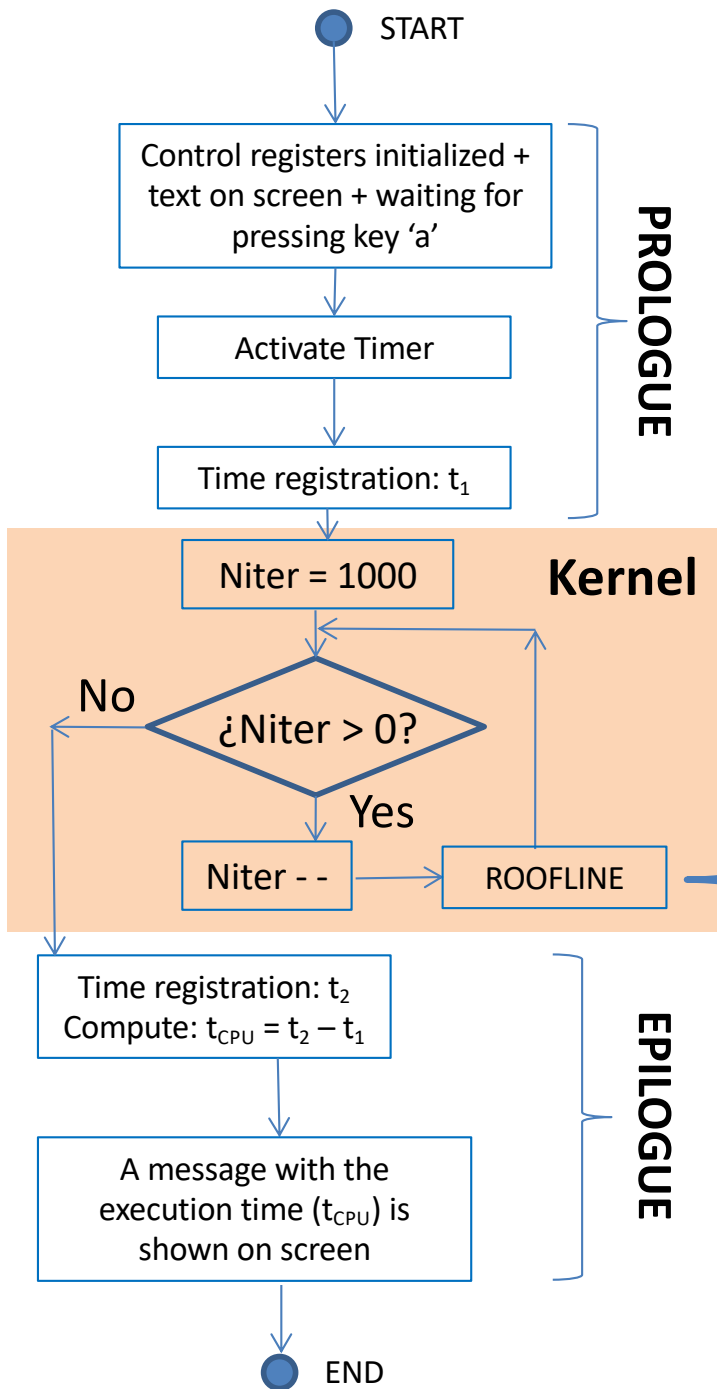 START
Control registers initialized +
text on screen + waiting for
pressing key ‘a’
PROLOGUE
Activate Timer
Time registration: t₁
Kernel
Niter = 1000
No
¿Niter > 0?
Yes
Niter - -
ROOFLINE
Time registration: t₂
Compute: t_CPU = t₂ – t₁
EPILOGUE
A message with the
execution time (t_CPU) is
shown on screen
END